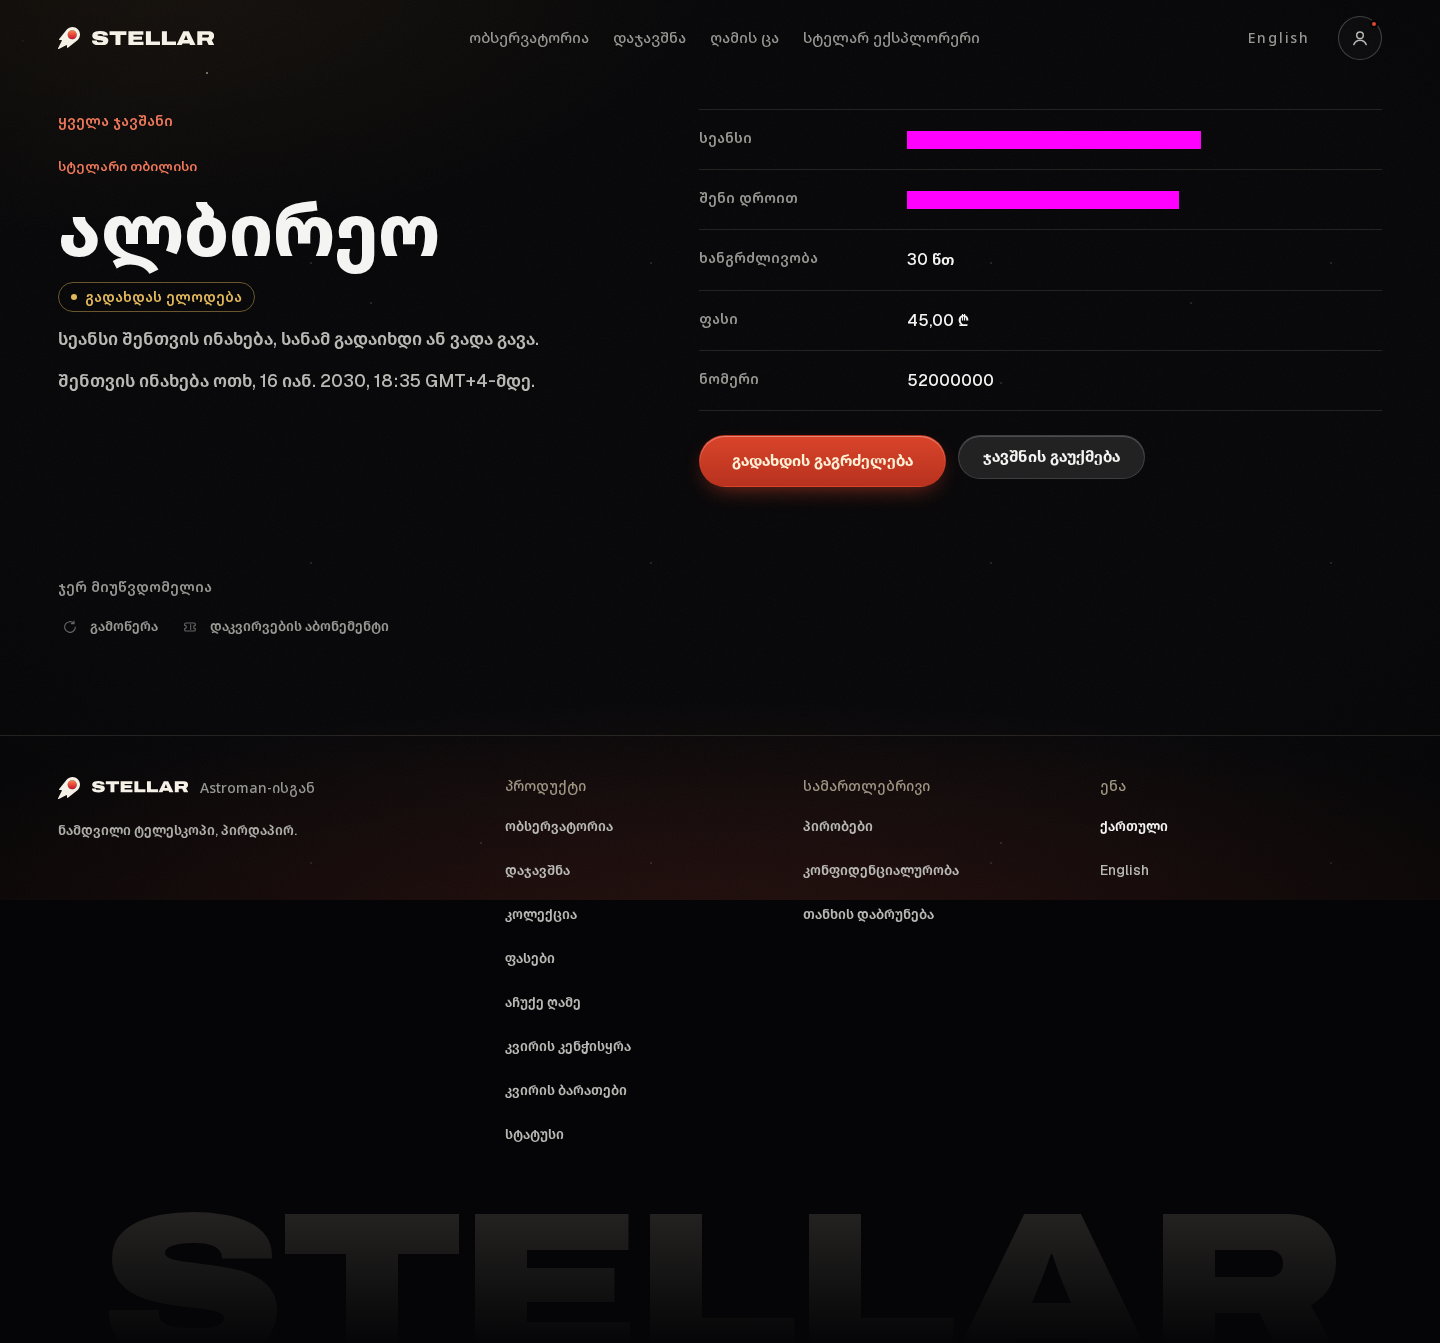 STELLAR
ობსერვატორია დაჯავშნა ღამის ცა სტელარ ექსპლორერი
English
ყველა ჯავშანი
სტელარი თბილისი
ალბირეო
გადახდას ელოდება
სეანსი შენთვის ინახება, სანამ გადაიხდი ან ვადა გავა.
შენთვის ინახება ოთხ, 16 იან. 2030, 18:35 GMT+4-მდე.
სეანსი
შენი დროით
ხანგრძლივობა 30 წთ
ფასი 45,00 ₾
ნომერი 52000000
გადახდის გაგრძელება ჯავშნის გაუქმება
ჯერ მიუწვდომელია
გამოწერა დაკვირვების აბონემენტი
STELLAR Astroman-ისგან
ნამდვილი ტელესკოპი, პირდაპირ.
პროდუქტი
ობსერვატორია
დაჯავშნა
კოლექცია
ფასები
აჩუქე ღამე
კვირის კენჭისყრა
კვირის ბარათები
სტატუსი
სამართლებრივი
პირობები
კონფიდენციალურობა
თანხის დაბრუნება
ენა
ქართული
English
STELLAR